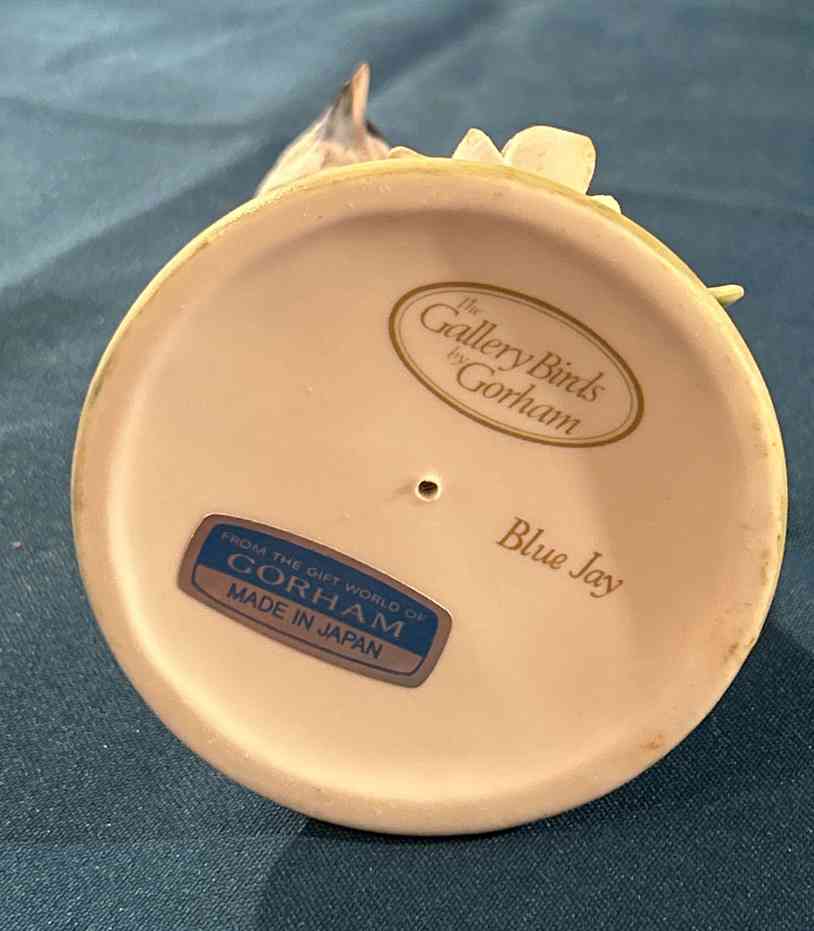 The
Gallery Birds
by
Gorham
Blue Jay
FROM THE GIFT WORLD OF
GORHAM
MADE IN JAPAN